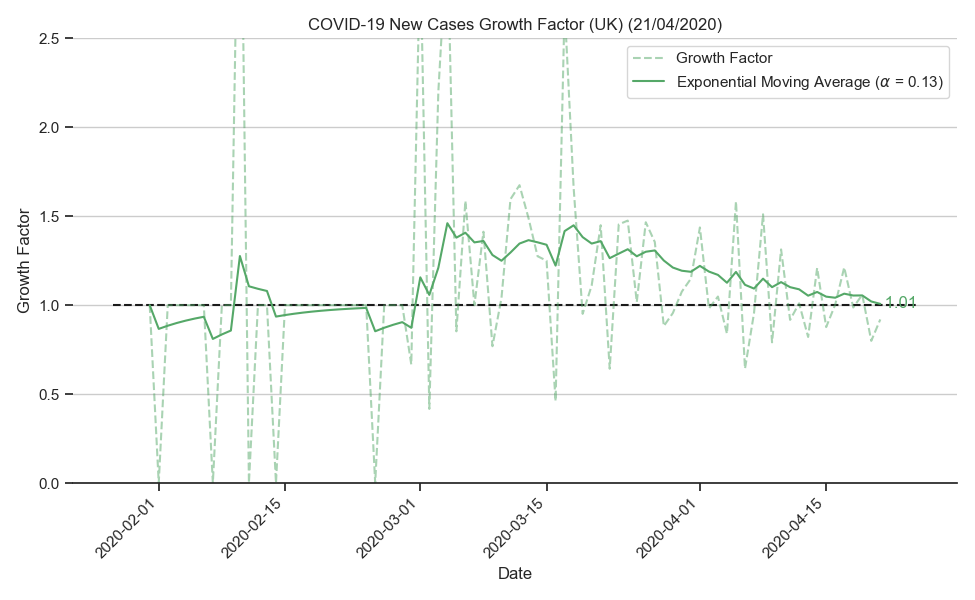 COVID-19 New Cases Growth Factor (UK) (21/04/2020)
Growth Factor
Exponential Moving Average (α = 0.13)
2.5
2.0
1.5
1.0
0.5
0.0
Growth Factor
1.01
2020-02-01
2020-02-15
2020-03-01
2020-03-15
2020-04-01
2020-04-15
Date